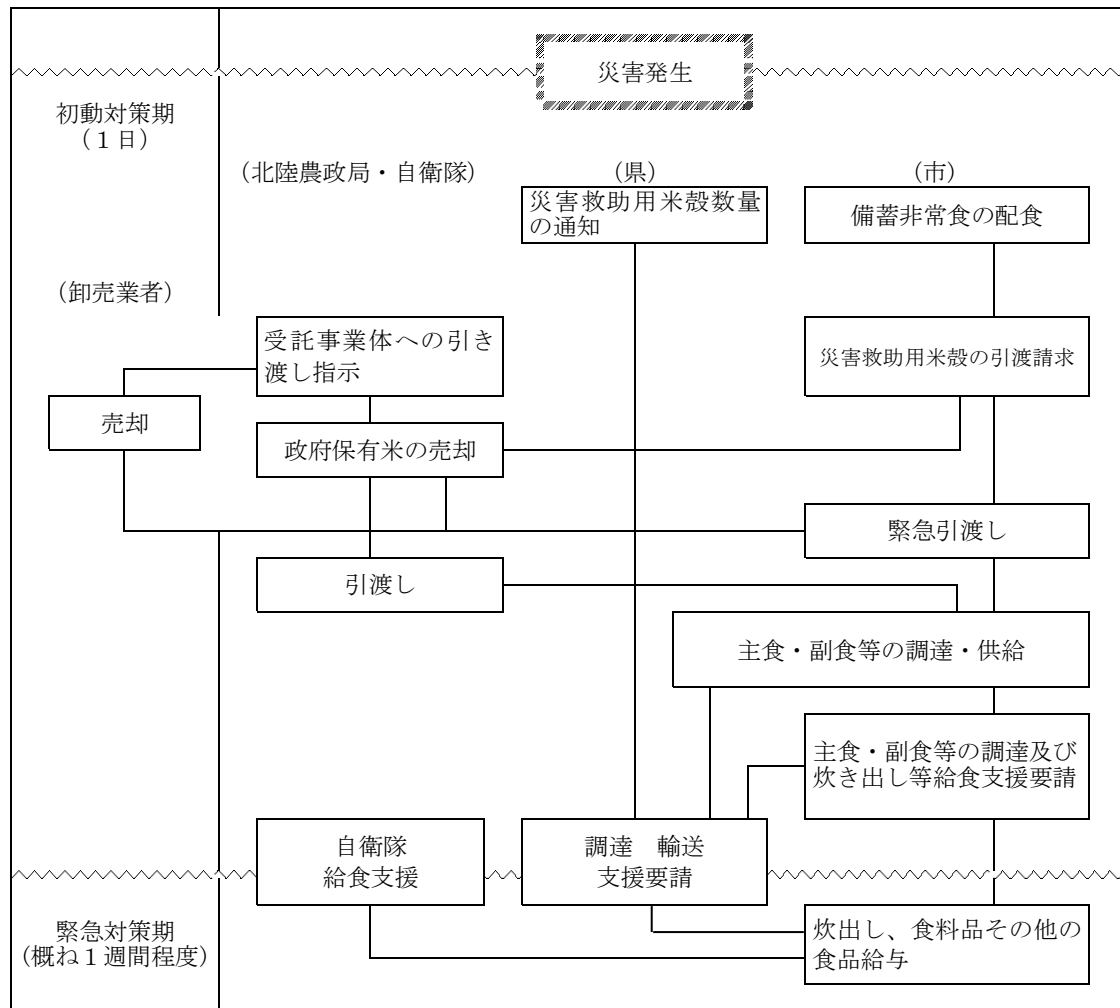 災害発生
初動対策期
（１日）
（北陸農政局・自衛隊）
（県）
（市）
災害救助用米殻数量
の通知
備蓄非常食の配食
（卸売業者）
受託事業体への引き
渡し指示
災害救助用米殻の引渡請求
売却
政府保有米の売却
緊急引渡し
引渡し
主食・副食等の調達・供給
主食・副食等の調達及び
炊き出し等給食支援要請
自衛隊
給食支援
調達　輸送
支援要請
緊急対策期
（概ね１週間程度）
炊出し、食料品その他の
食品給与